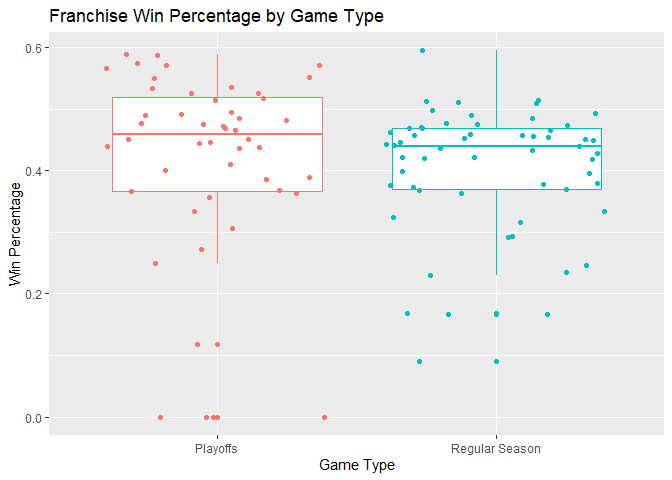 Franchise Win Percentage by Game Type
Win Percentage
0.6
0.4
0.2
0.0
Playoffs
Regular Season
Game Type